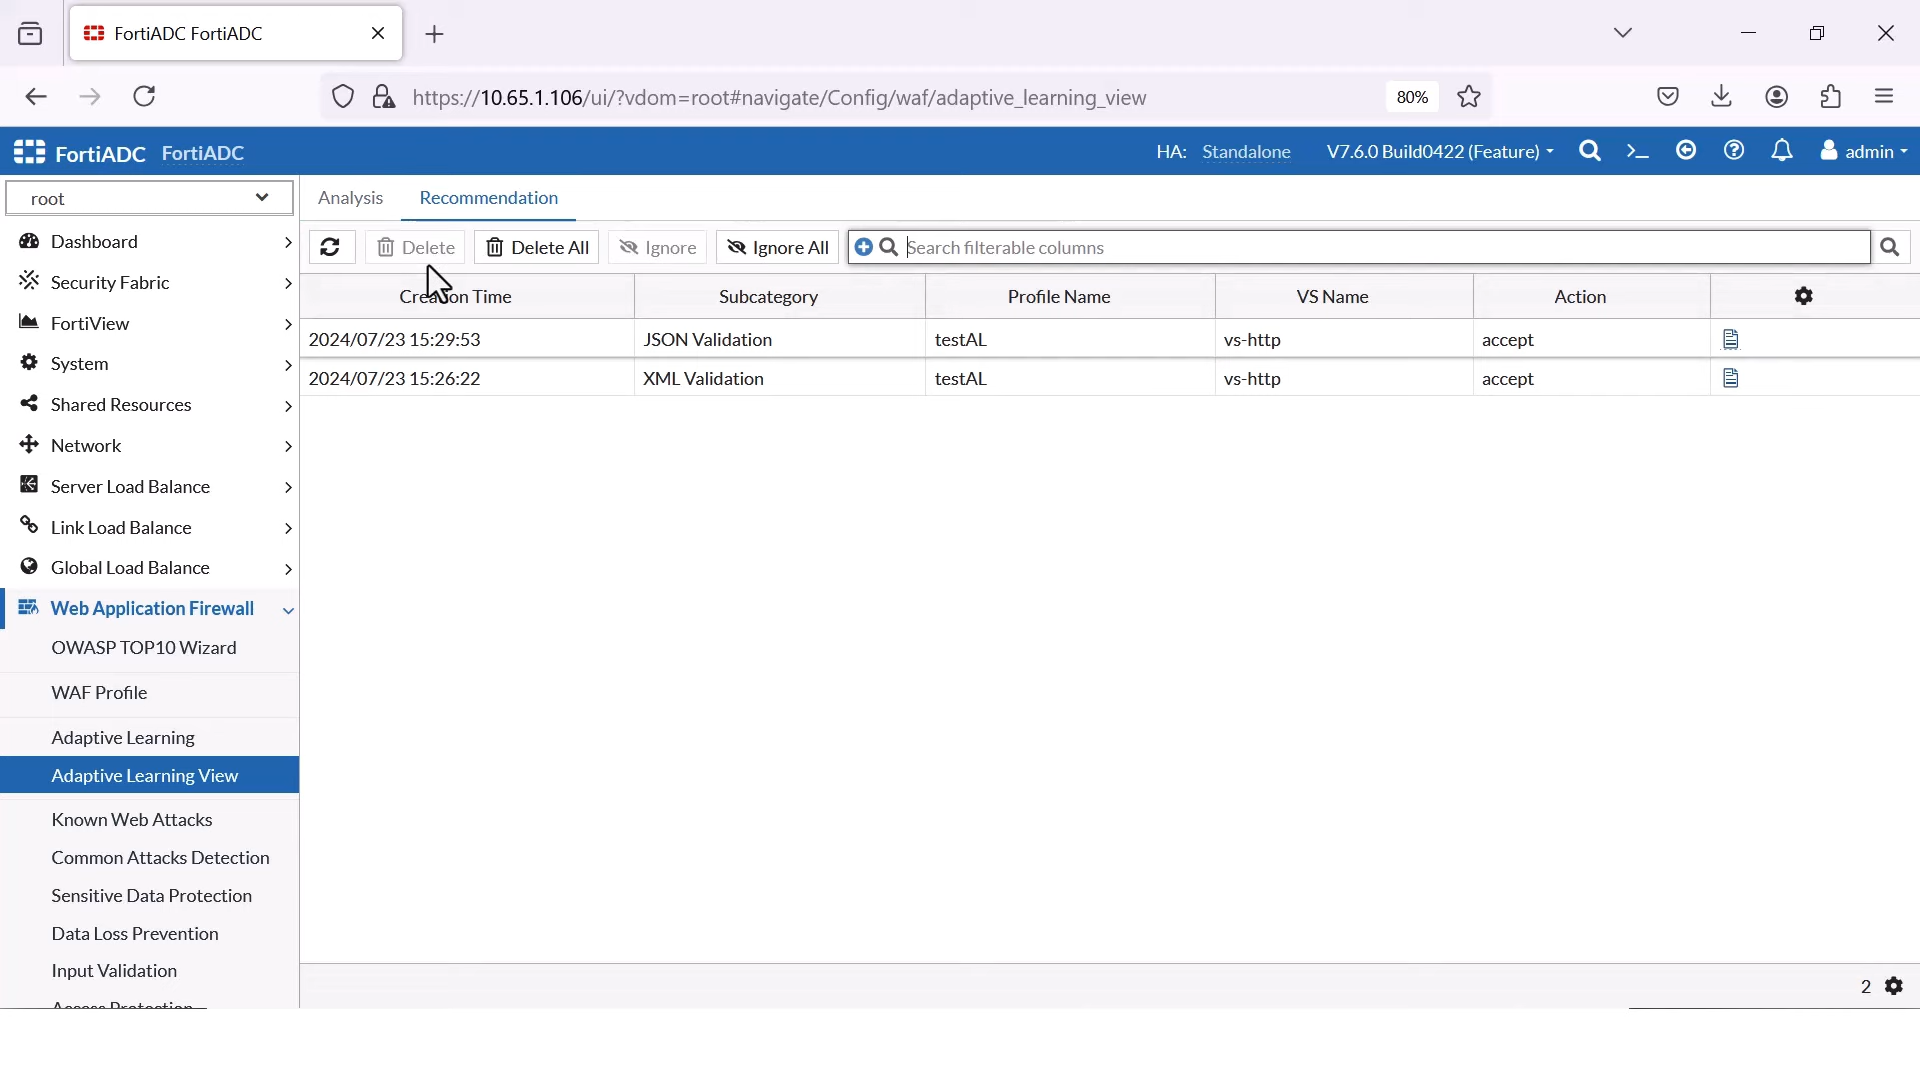 FortiADC FortiADC
https://10.65.1.106/ui/?vdom=root#navigate/Config/waf/adaptive_learning_view
80%
FortiADC FortiADC
HA: Standalone
V7.6.0 Build0422 (Feature)
admin
root
Analysis
Recommendation
Delete
Delete All
Ignore
Ignore All
Search filterable columns
Creation Time
Subcategory
Profile Name
VS Name
Action
2024/07/23 15:29:53 JSON Validation testAL vs-http accept
2024/07/23 15:26:22 XML Validation testAL vs-http accept
Dashboard
Security Fabric
FortiView
System
Shared Resources
Network
Server Load Balance
Link Load Balance
Global Load Balance
Web Application Firewall
OWASP TOP10 Wizard
WAF Profile
Adaptive Learning
Adaptive Learning View
Known Web Attacks
Common Attacks Detection
Sensitive Data Protection
Data Loss Prevention
Input Validation
Access Protection
2